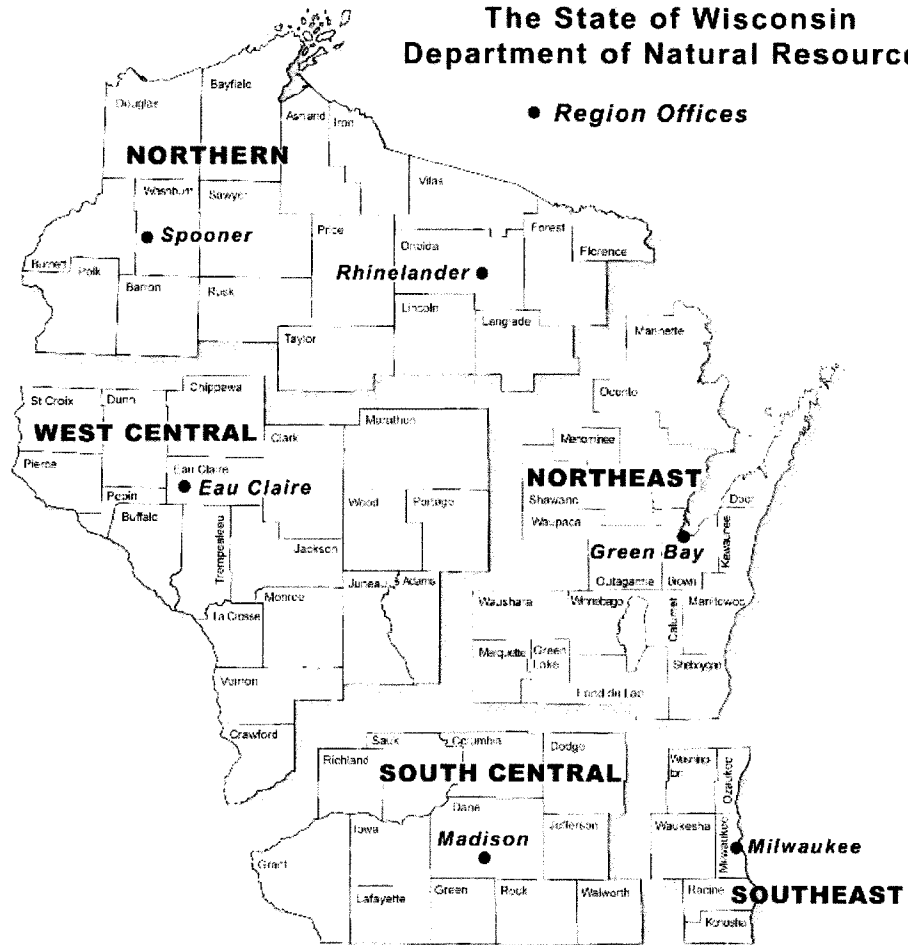 The State of Wisconsin
Department of Natural Resource
● Region Offices
Bayfield
Douglas
Ashland
Iron
NORTHERN
Vilas
Washburn
Sawyer
Price
Forest
Oneida
Florence
Spooner
Rhinelander
Burnett
Polk
Barron
Rusk
Lincoln
Langlade
Taylor
Marinette
Chippewa
St Croix
Dunn
Oconto
Marathon
WEST CENTRAL
Clark
Menominee
Pierce
Eau Claire
Eau Claire
NORTHEAST
Pepin
Wood
Portage
Shawano
Door
Buffalo
Waupaca
Kewaunee
Trempealeau
Jackson
Green Bay
Juneau
Adams
Outagamie
Brown
Monroe
Waushara
Winnebago
Calumet
Manitowoc
La Crosse
Marquette
Green
Lake
Sheboygan
Vernon
Fond du Lac
Crawford
Sauk
Columbia
Dodge
Richland
SOUTH CENTRAL
Ozaukee
Dane
Iowa
Jefferson
Waukesha
Milwaukee
Madison
Milwaukee
Grant
Lafayette
Green
Rock
Walworth
Racine
SOUTHEAST
Kenosha